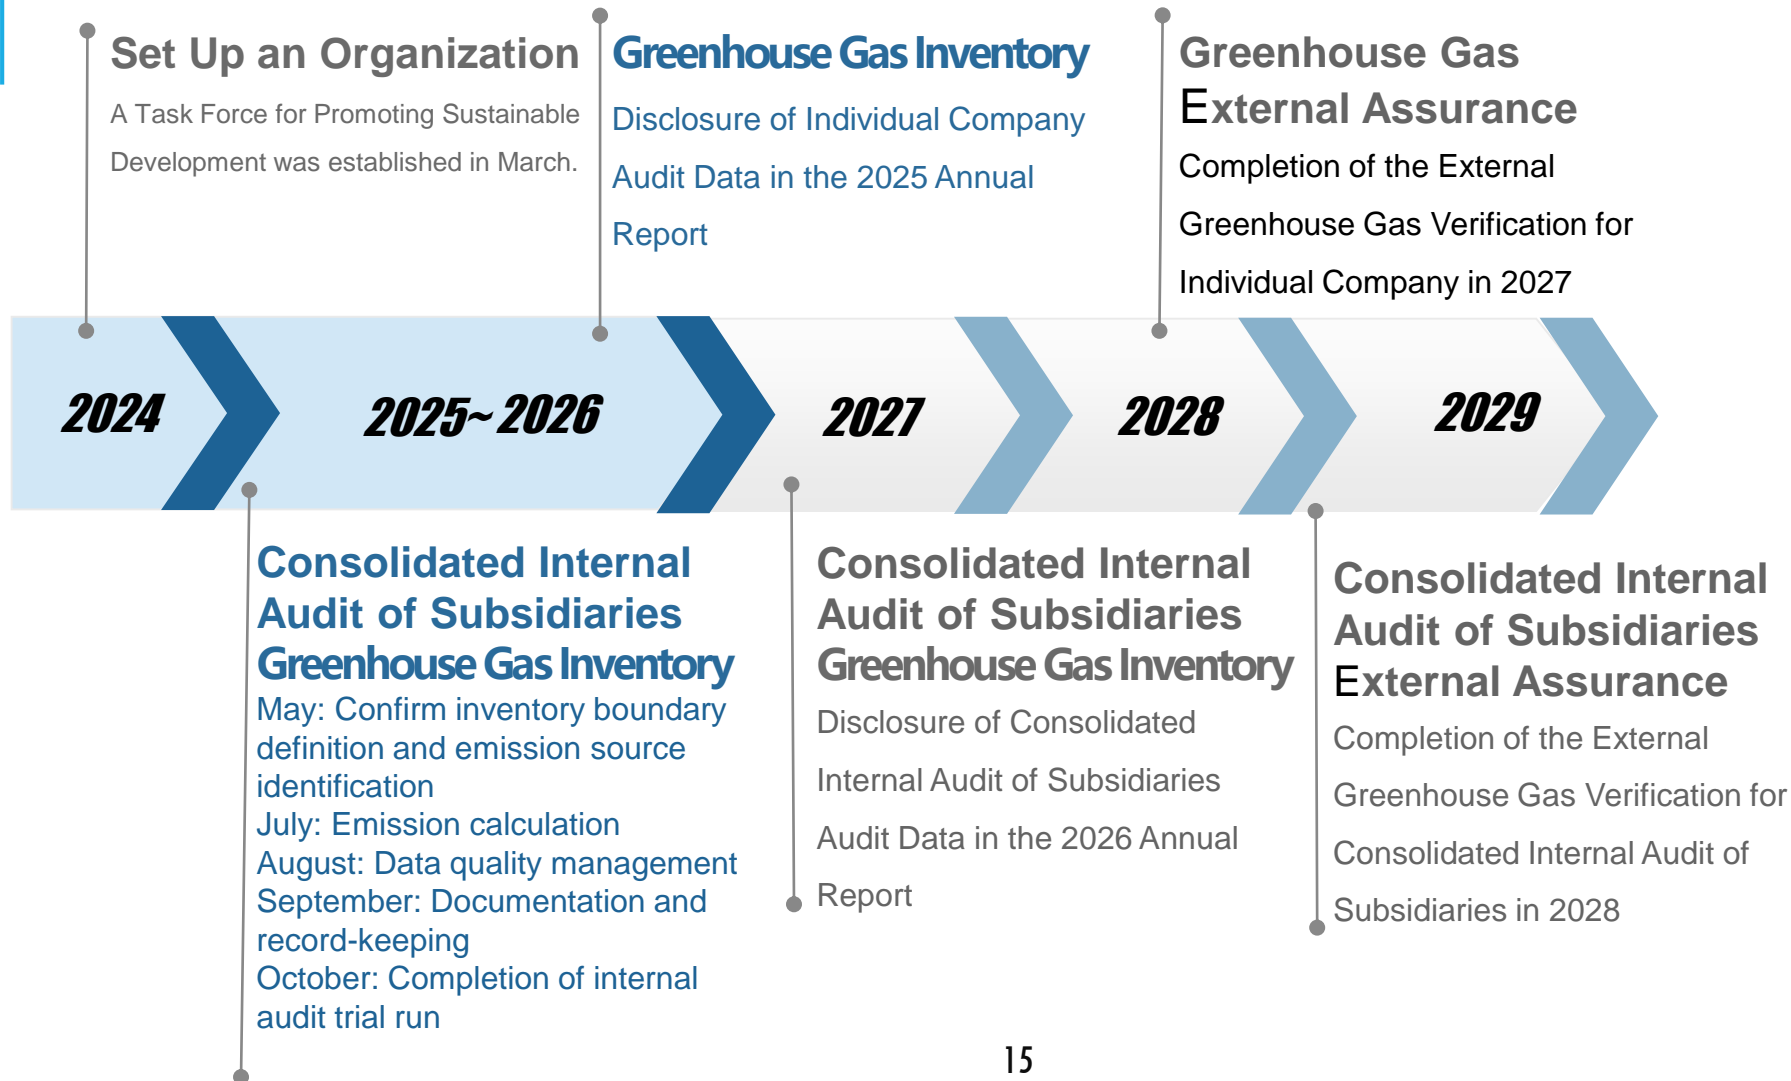 Set Up an Organization
A Task Force for Promoting Sustainable
Development was established in March.
Greenhouse Gas Inventory
Disclosure of Individual Company
Audit Data in the 2025 Annual
Report
Greenhouse Gas
External Assurance
Completion of the External
Greenhouse Gas Verification for
Individual Company in 2027
2024
2025~ 2026
2027
2028
2029
Consolidated Internal
Audit of Subsidiaries
Greenhouse Gas Inventory
May: Confirm inventory boundary
definition and emission source
identification
July: Emission calculation
August: Data quality management
September: Documentation and
record-keeping
October: Completion of internal
audit trial run
Consolidated Internal
Audit of Subsidiaries
Greenhouse Gas Inventory
Disclosure of Consolidated
Internal Audit of Subsidiaries
Audit Data in the 2026 Annual
Report
Consolidated Internal
Audit of Subsidiaries
External Assurance
Completion of the External
Greenhouse Gas Verification for
Consolidated Internal Audit of
Subsidiaries in 2028
15